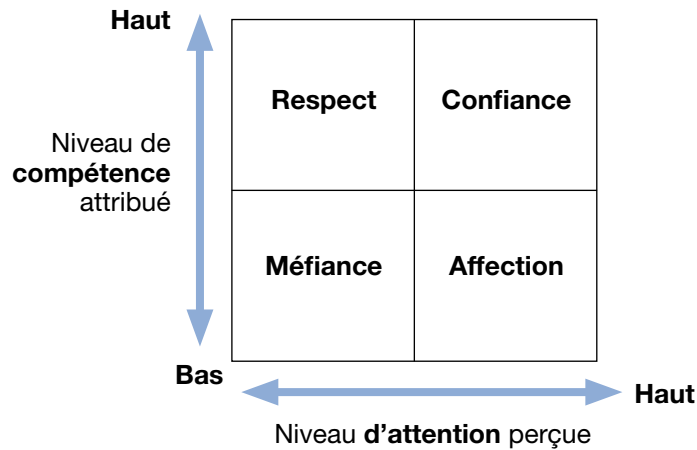 Haut
Respect Confiance
Niveau de
compétence
attribué
Méfiance Affection
Bas
Haut
Niveau d’attention perçue